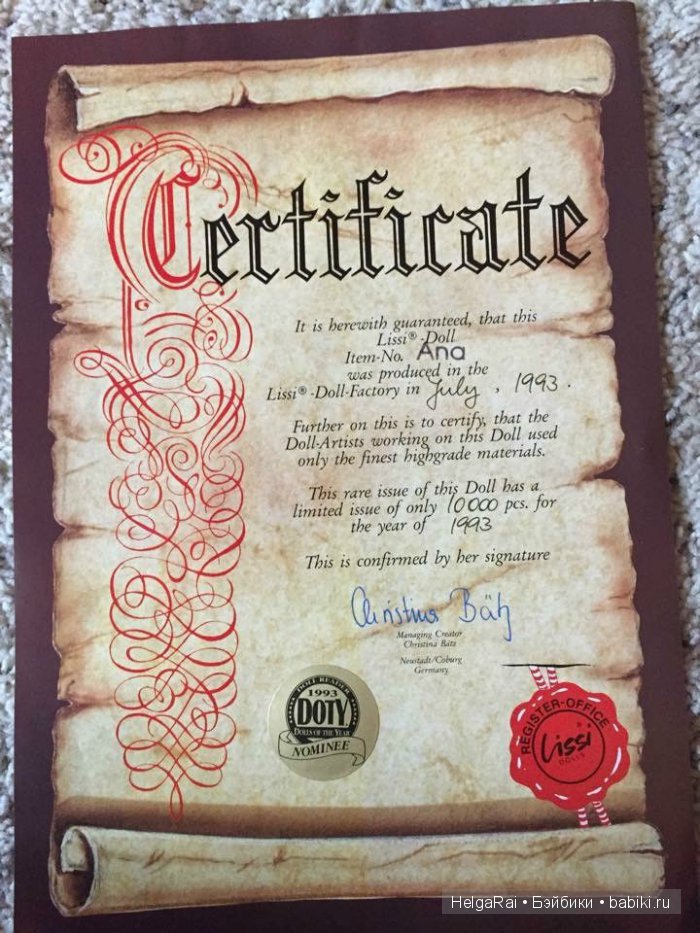 Certificate
It is herewith guaranteed, that this
Lissi®-Doll
Item-No. Ana
was produced in the
Lissi®-Doll-Factory in July, 1993.
Further on this is to certify, that the
Doll-Artists working on this Doll used
only the finest highgrade materials.
This rare issue of this Doll has a
limited issue of only 10000 pcs. for
the year of 1993
This is confirmed by her signature
Christina Bätz
Managing Creator
Christina Bätz
Neustadt/Coburg
Germany
DOLL READER
1993
DOTY
DOLLS OF THE YEAR
NOMINEE
REGISTER-OFFICE
Lissi
DOLLS
HelgaRai • Бэйбики • babiki.ru